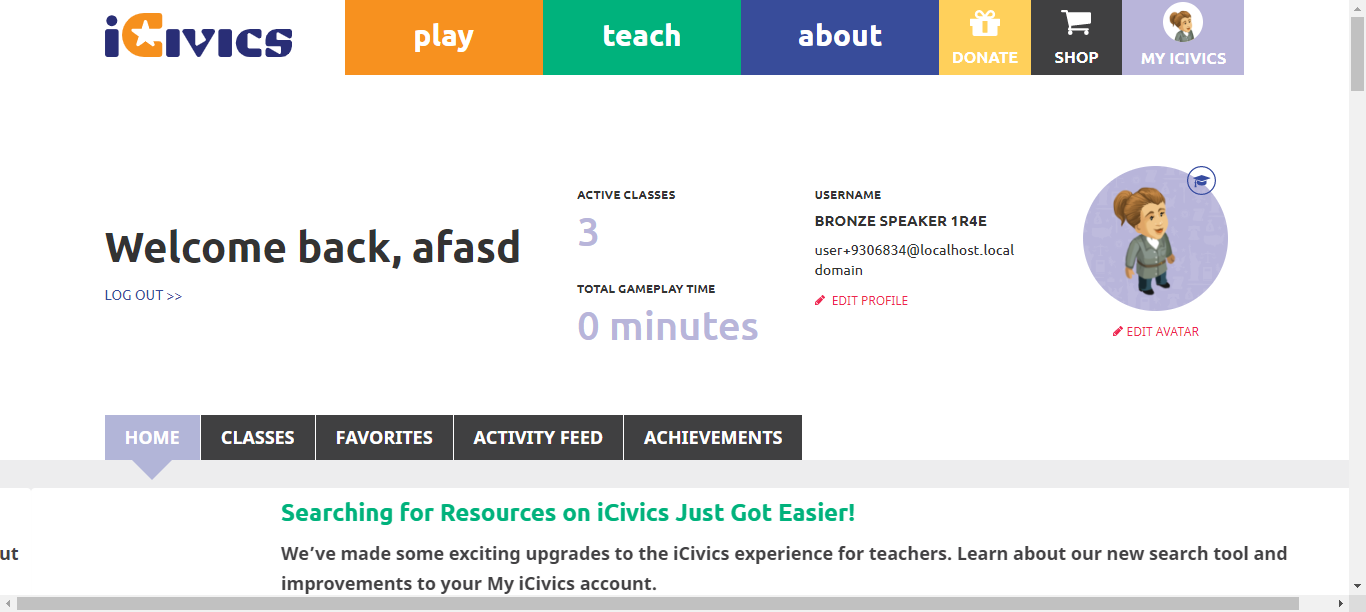 iCivics
play
teach
about
DONATE
SHOP
MY ICIVICS
Welcome back, afasd
LOG OUT >>
ACTIVE CLASSES
3
TOTAL GAMEPLAY TIME
0 minutes
USERNAME
BRONZE SPEAKER 1R4E
user+9306834@localhost.local
domain
EDIT PROFILE
EDIT AVATAR
HOME
CLASSES
FAVORITES
ACTIVITY FEED
ACHIEVEMENTS
Searching for Resources on iCivics Just Got Easier!
ut
We’ve made some exciting upgrades to the iCivics experience for teachers. Learn about our new search tool and
improvements to your My iCivics account.